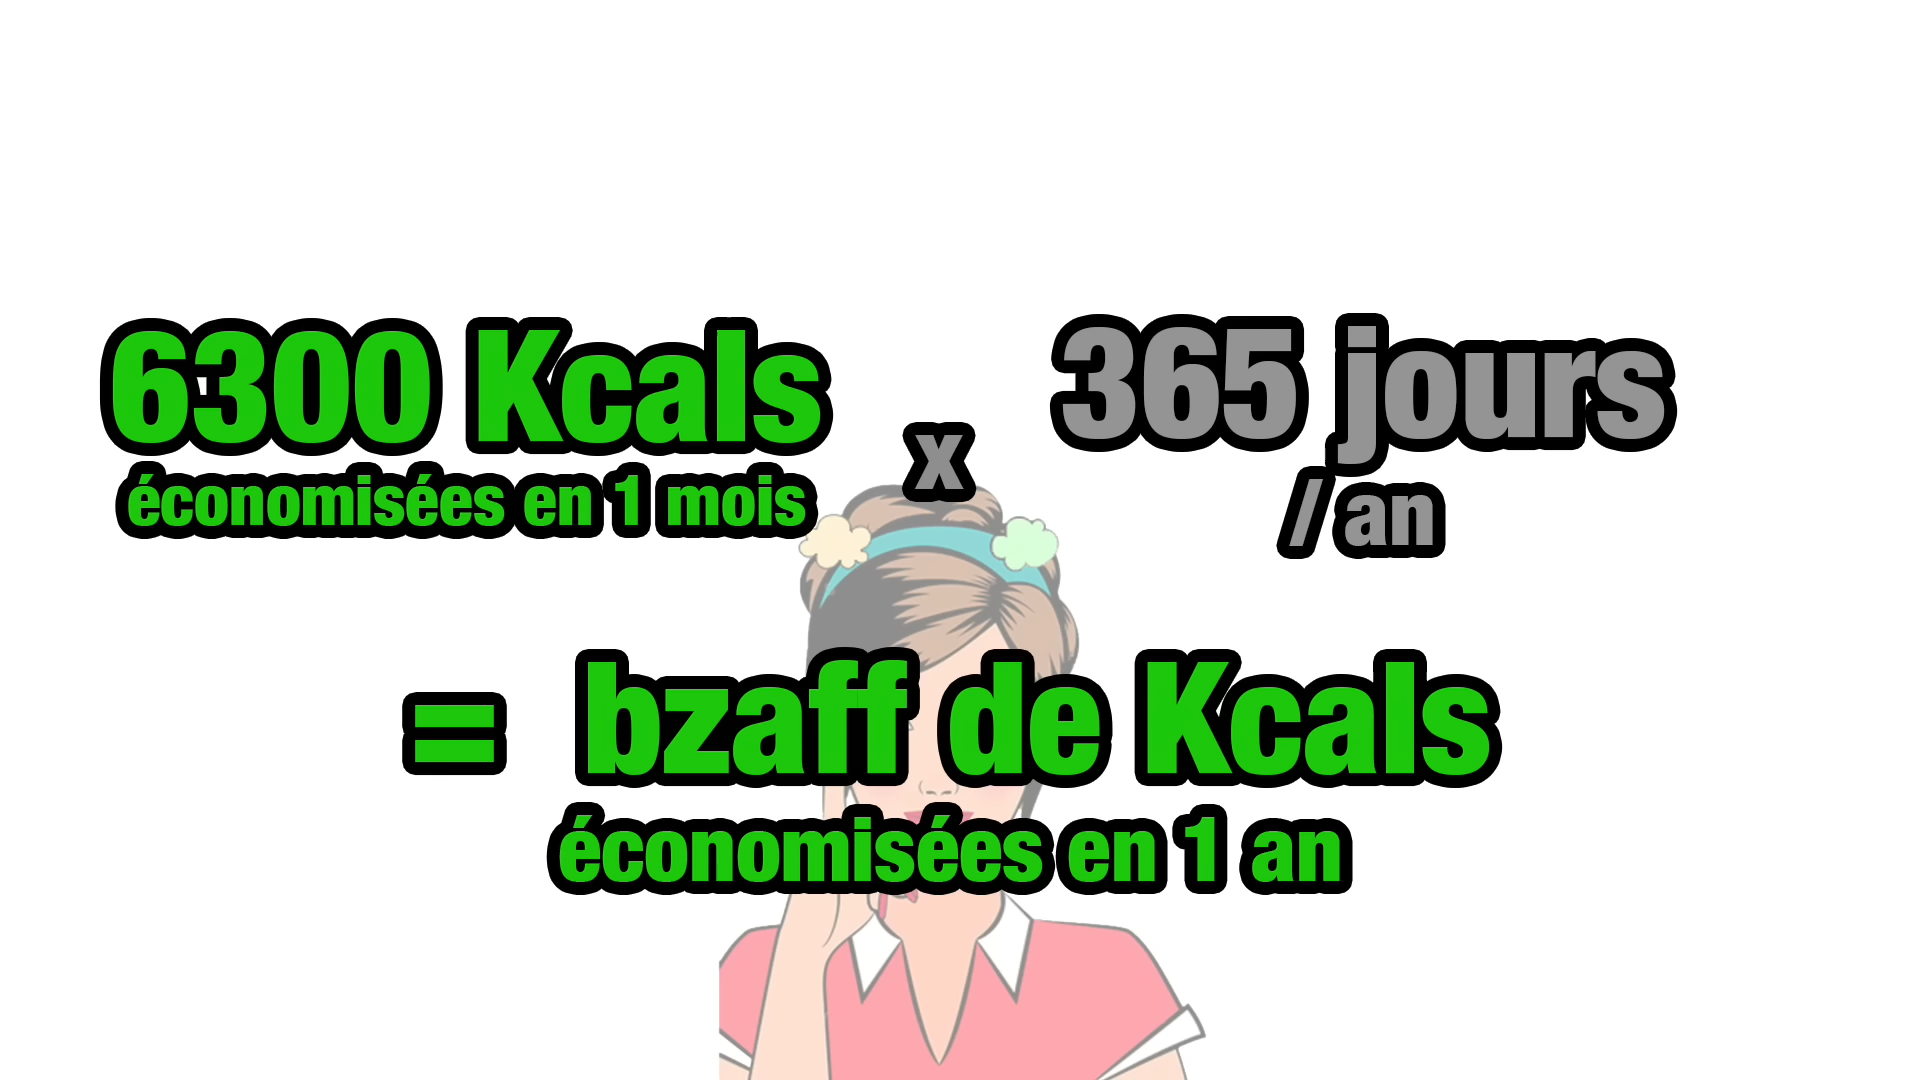 6300 Kcals
économisées en 1 mois
x
365 jours
/ an
= bzaff de Kcals
économisées en 1 an